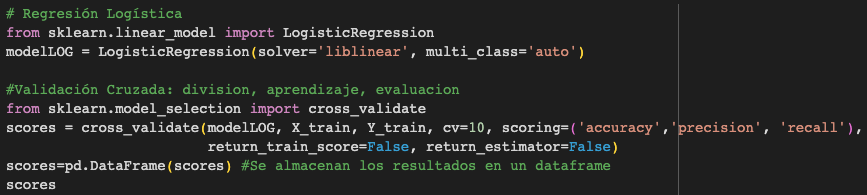 # Regresión Logística
from sklearn.linear_model import LogisticRegression
modelLOG = LogisticRegression(solver='liblinear', multi_class='auto')
#Validación Cruzada: division, aprendizaje, evaluacion
from sklearn.model_selection import cross_validate
scores = cross_validate(modelLOG, X_train, Y_train, cv=10, scoring=('accuracy','precision', 'recall'),
return_train_score=False, return_estimator=False)
scores=pd.DataFrame(scores) #Se almacenan los resultados en un dataframe
scores